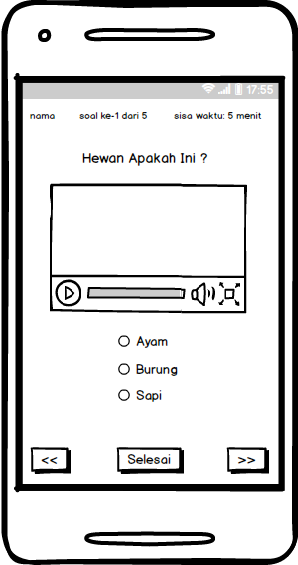 17:55
nama soal ke-1 dari 5 sisa waktu: 5 menit
Hewan Apakah Ini ?
Ayam
Burung
Sapi
<< Selesai >>